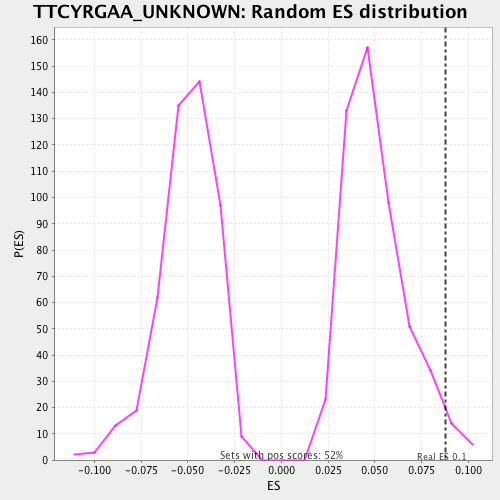 TTCYRGAA_UNKNOWN: Random ES distribution
160
150
140
130
120
110
100
90
80
70
60
50
40
30
20
10
0
P(ES)
Sets with pos scores: 52%
Real ES 0.1
-0.100 -0.075 -0.050 -0.025 0.000 0.025 0.050 0.075 0.100
ES